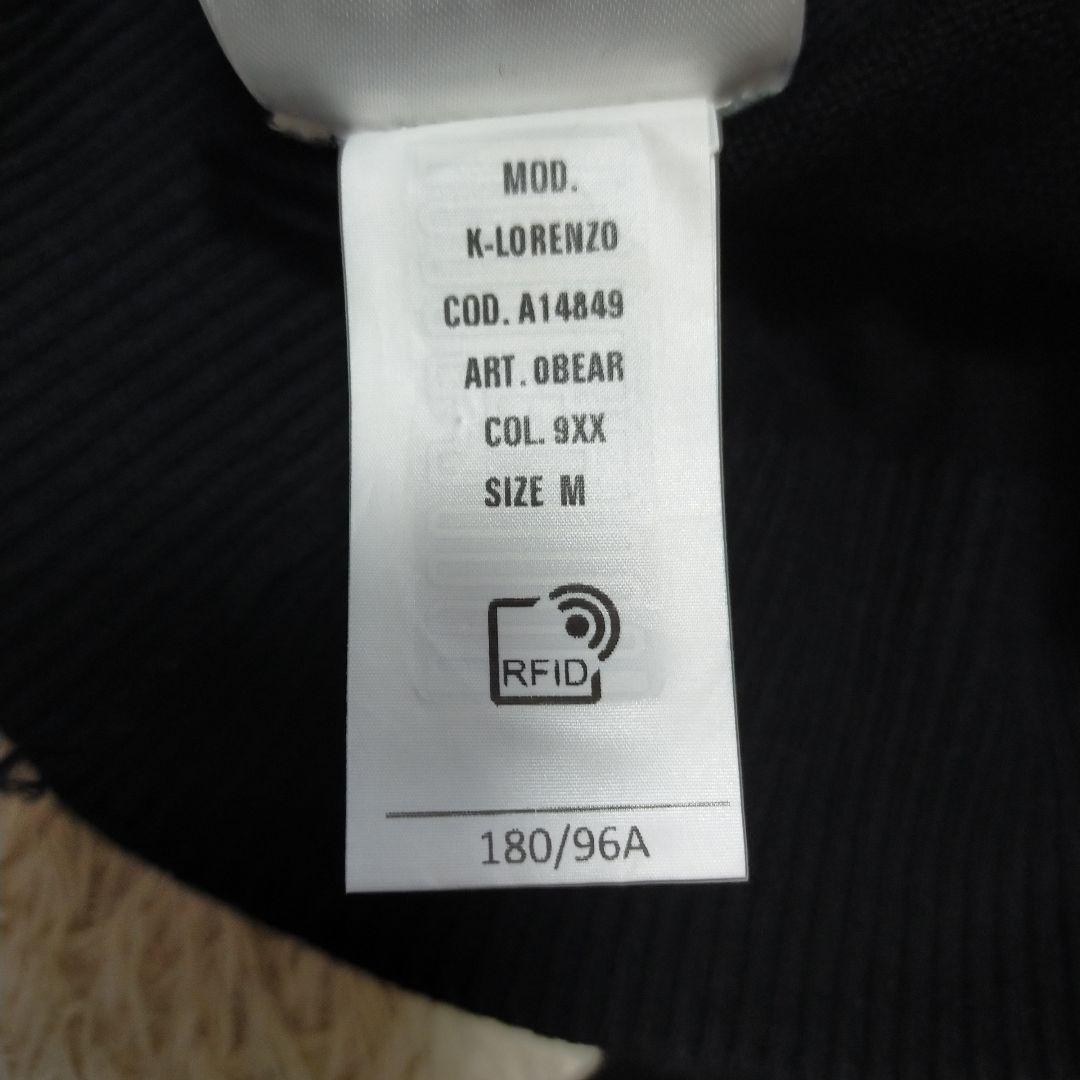 MOD.
K-LORENZO
COD. A14849
ART. 0BEAR
COL. 9XX
SIZE M
RFID
180/96A